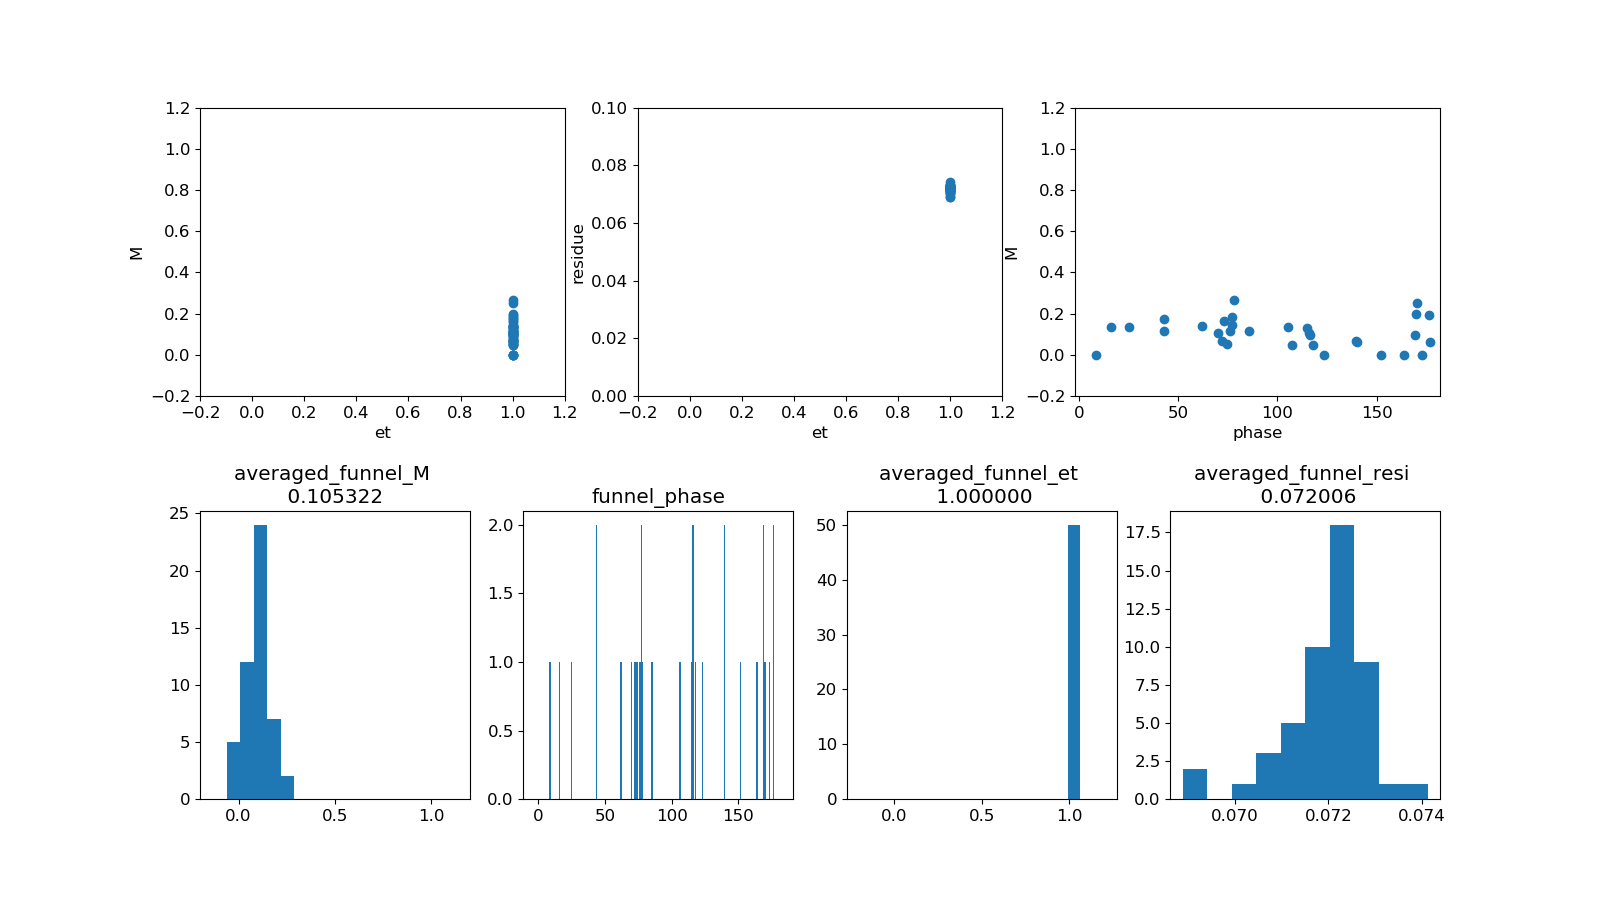 1.2
1.0
0.8
0.6
0.4
0.2
0.0
−0.2
M
−0.2 0.0 0.2 0.4 0.6 0.8 1.0 1.2
et
0.10
0.08
0.06
0.04
0.02
0.00
residue
−0.2 0.0 0.2 0.4 0.6 0.8 1.0 1.2
et
1.2
1.0
0.8
0.6
0.4
0.2
0.0
−0.2
M
0 50 100 150
phase
averaged_funnel_M
0.105322
25
20
15
10
5
0
0.0 0.5 1.0
funnel_phase
2.0
1.5
1.0
0.5
0.0
0 50 100 150
averaged_funnel_et
1.000000
50
40
30
20
10
0
0.0 0.5 1.0
averaged_funnel_resi
0.072006
17.5
15.0
12.5
10.0
7.5
5.0
2.5
0.0
0.070 0.072 0.074